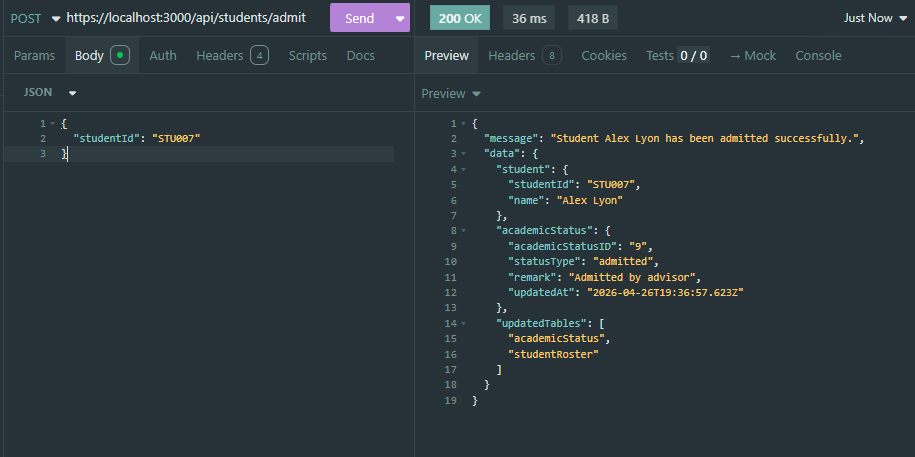 POST https://localhost:3000/api/students/admit Send 200 OK 36 ms 418 B Just Now
Params Body Auth Headers 4 Scripts Docs
Preview Headers 8 Cookies Tests 0 / 0 → Mock Console
JSON
Preview
1 {
2 "studentId": "STU007"
3 }
1 {
2 "message": "Student Alex Lyon has been admitted successfully.",
3 "data": {
4 "student": {
5 "studentId": "STU007",
6 "name": "Alex Lyon"
7 },
8 "academicStatus": {
9 "academicStatusID": "9",
10 "statusType": "admitted",
11 "remark": "Admitted by advisor",
12 "updatedAt": "2026-04-26T19:36:57.623Z"
13 },
14 "updatedTables": [
15 "academicStatus",
16 "studentRoster"
17 ]
18 }
19 }